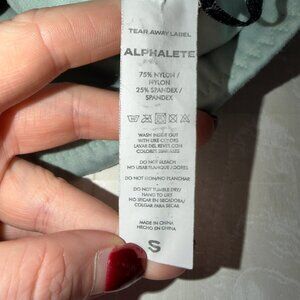 TEAR AWAY LABEL
ALPHALETE
75% NYLON /
NYLON
25% SPANDEX /
SPANDEX
WASH INSIDE OUT
WITH LIKE COLORS
LAVAR DEL REVES CON
COLORES SIMILARES
DO NOT BLEACH
NO USAR BLANQUEADORES
DO NOT IRON/NO PLANCHAR
DO NOT TUMBLE DRY/
HANG TO DRY
NO SECAR EN SECADORA/
COLGAR PARA SECAR
MADE IN CHINA
HECHO EN CHINA
S